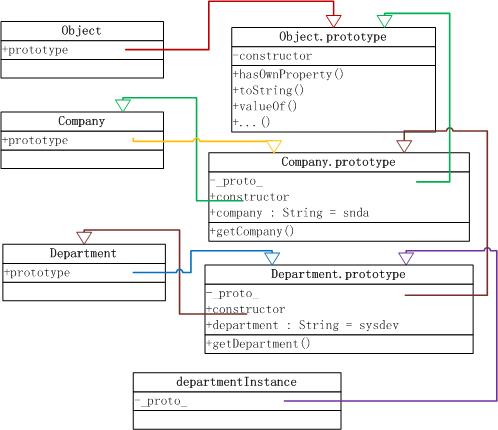 Object
+prototype
Object.prototype
-constructor
+hasOwnProperty()
+toString()
+valueOf()
+...()
Company
+prototype
Company.prototype
-_proto_
+constructor
+company : String = snda
+getCompany()
Department
+prototype
Department.prototype
-_proto_
+constructor
+department : String = sysdev
+getDepartment()
departmentInstance
-_proto_